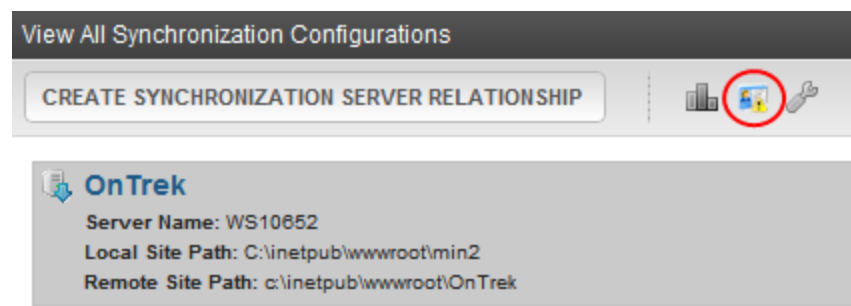 View All Synchronization Configurations
CREATE SYNCHRONIZATION SERVER RELATIONSHIP
OnTrek
Server Name: WS10652
Local Site Path: C:\inetpub\wwwroot\min2
Remote Site Path: c:\inetpub\wwwroot\OnTrek